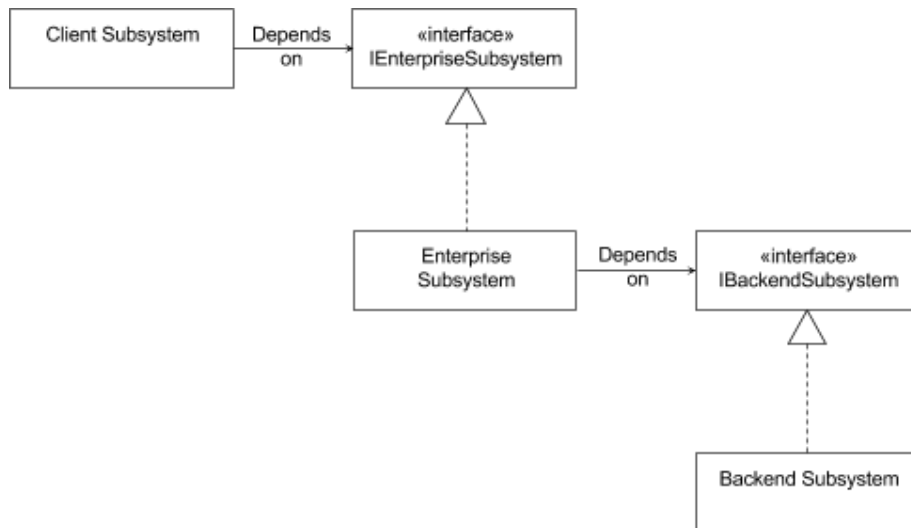 Client Subsystem
Depends
on
«interface»
IEnterpriseSubsystem
Enterprise
Subsystem
Depends
on
«interface»
IBackendSubsystem
Backend Subsystem